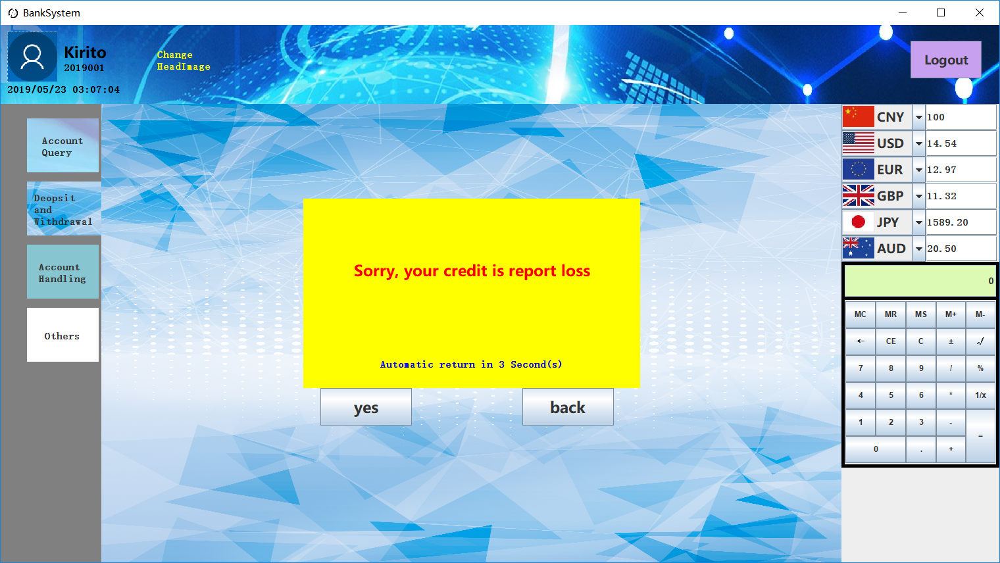 BankSystem
Kirito
2019001
2019/05/23 03:07:04
Change
HeadImage
Logout
Account
Query
Deopsit
and
Withdrawal
Account
Handling
Others
Sorry, your credit is report loss
Automatic return in 3 Second(s)
yes
back
CNY 100
USD 14.54
EUR 12.97
GBP 11.32
JPY 1589.20
AUD 20.50
0
MC MR MS M+ M-
← CE C ± √
7 8 9 / %
4 5 6 * 1/x
1 2 3 - =
0 . +